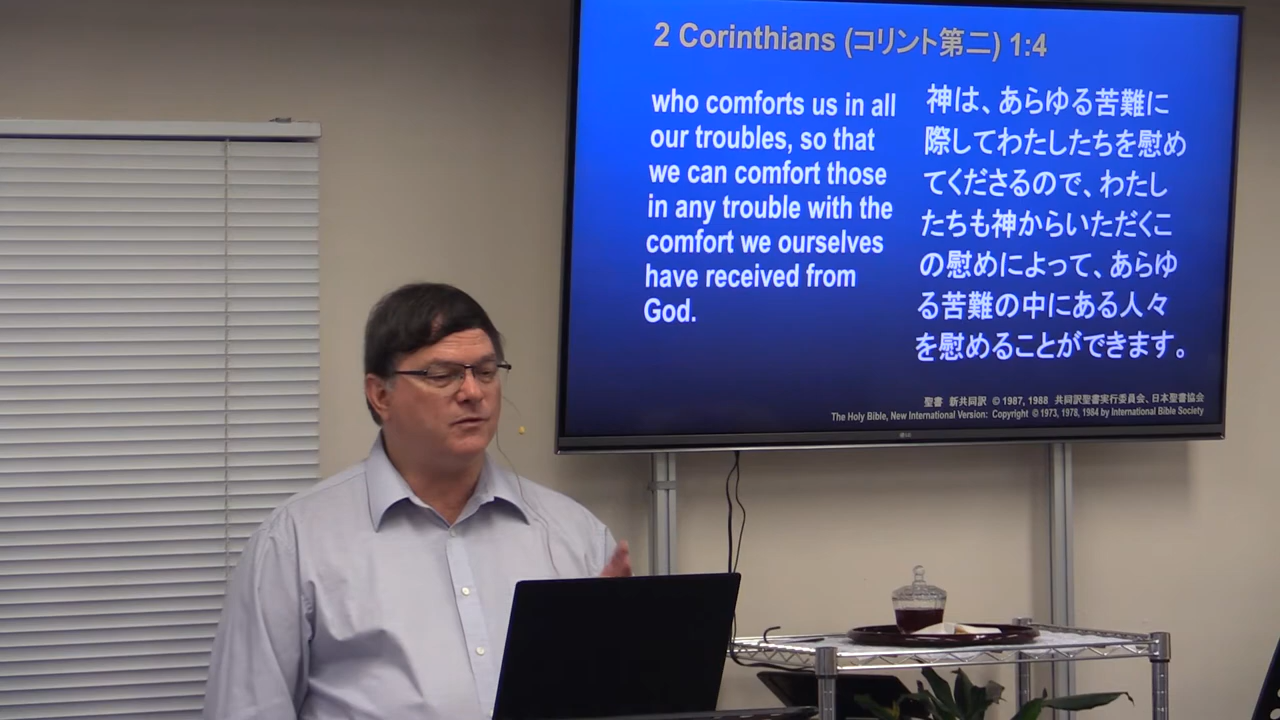 2 Corinthians (コリント第二) 1:4
who comforts us in all
our troubles, so that
we can comfort those
in any trouble with the
comfort we ourselves
have received from
God.
神は、あらゆる苦難に
際してわたしたちを慰め
てくださるので、わたし
たちも神からいただくこ
の慰めによって、あらゆ
る苦難の中にある人々
を慰めることができます。
聖書 新共同訳 © 1987, 1988 共同訳聖書実行委員会、日本聖書協会
The Holy Bible, New International Version: Copyright © 1973, 1978, 1984 by International Bible Society
LG